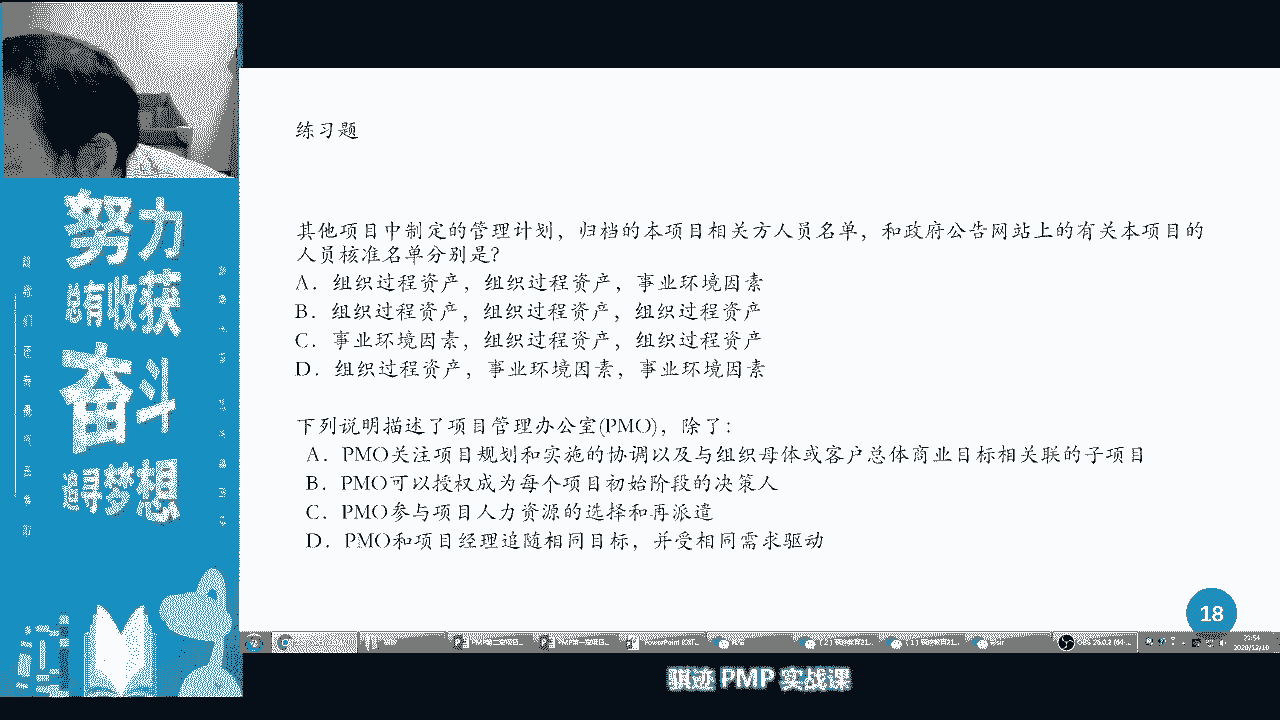 努力
总有收获
奋斗
追寻梦想
练习题
其他项目中制定的管理计划，归档的本项目相关方人员名单，和政府公告网站上的有关本项目的
人员核准名单分别是？
A．组织过程资产，组织过程资产，事业环境因素
B．组织过程资产，组织过程资产，组织过程资产
C．事业环境因素，组织过程资产，组织过程资产
D．组织过程资产，事业环境因素，事业环境因素
下列说明描述了项目管理办公室(PMO)，除了：
A．PMO关注项目规划和实施的协调以及与组织母体或客户总体商业目标相关联的子项目
B．PMO可以授权成为每个项目初始阶段的决策人
C．PMO参与项目人力资源的选择和再派遣
D．PMO和项目经理追随相同目标，并受相同需求驱动
18
2020/12/10
骐迹 PMP 实战课